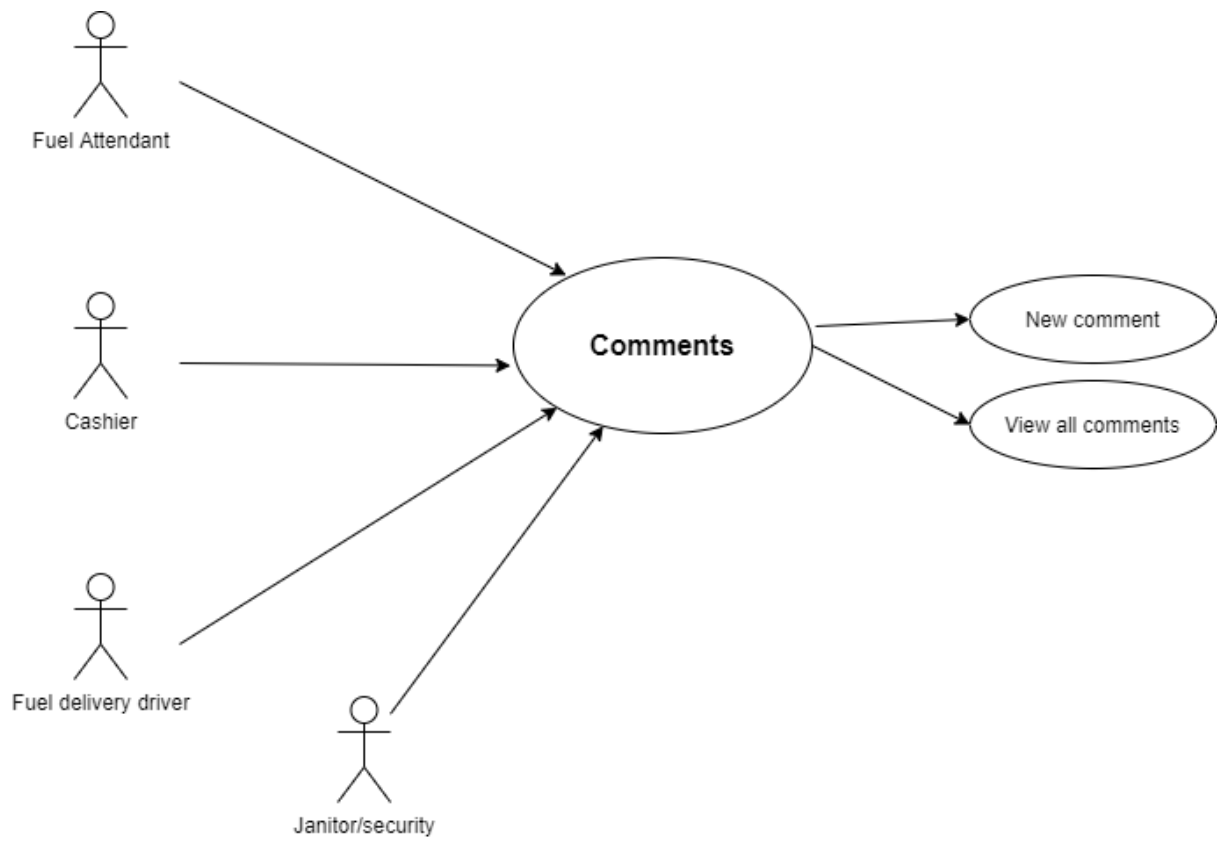 Fuel Attendant
Comments
New comment
View all comments
Cashier
Fuel delivery driver
Janitor/security